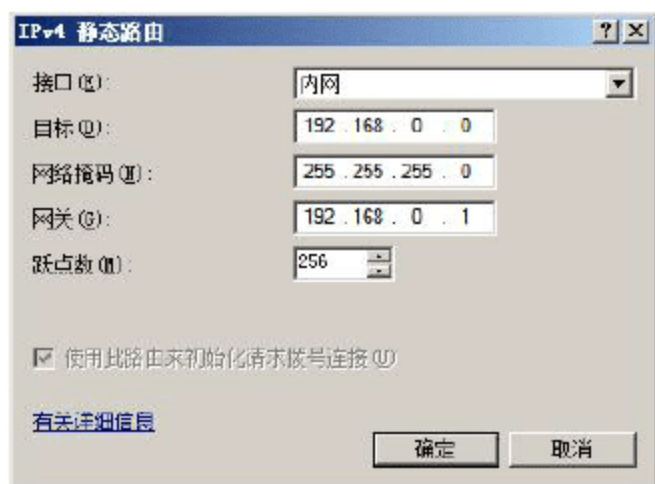 IPv4 静态路由
接口(E): 内网
目标(D): 192 . 168 . 0 . 0
网络掩码(N): 255 . 255 . 255 . 0
网关(G): 192 . 168 . 0 . 1
跃点数(M): 256
使用此路由来初始化请求拨号连接(U)
有关详细信息
确定 取消